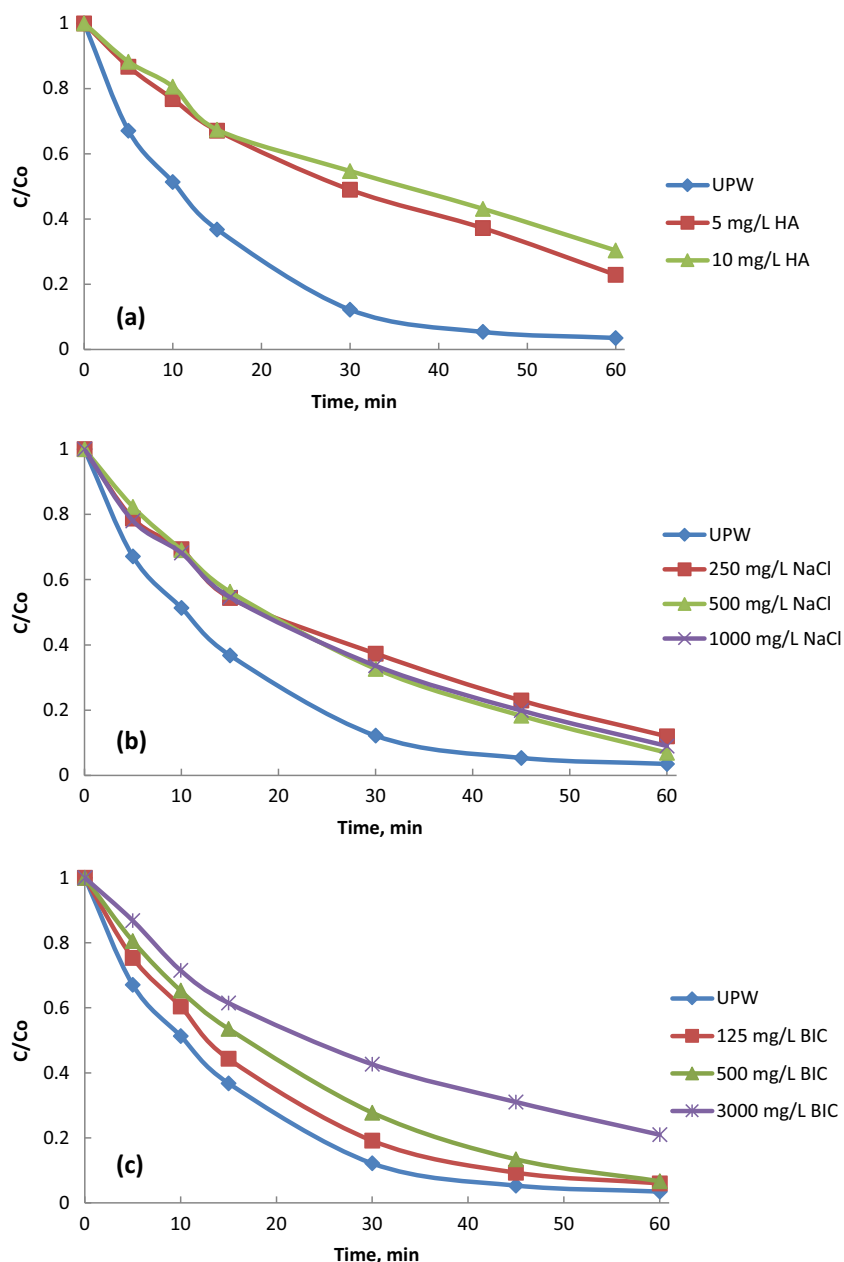 1
0.8
0.6
0.4
0.2
0
C/Co
(a)
0 10 20 30 40 50 60
Time, min
UPW
5 mg/L HA
10 mg/L HA
1
0.8
0.6
0.4
0.2
0
C/Co
(b)
0 10 20 30 40 50 60
Time, min
UPW
250 mg/L NaCl
500 mg/L NaCl
1000 mg/L NaCl
1
0.8
0.6
0.4
0.2
0
C/Co
(c)
0 10 20 30 40 50 60
Time, min
UPW
125 mg/L BIC
500 mg/L BIC
3000 mg/L BIC